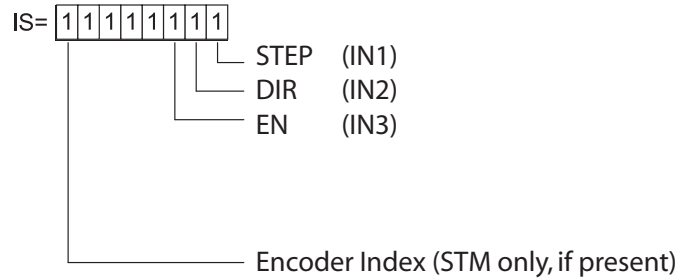 IS= 1 1 1 1 1 1 1 1
STEP (IN1)
DIR (IN2)
EN (IN3)
Encoder Index (STM only, if present)